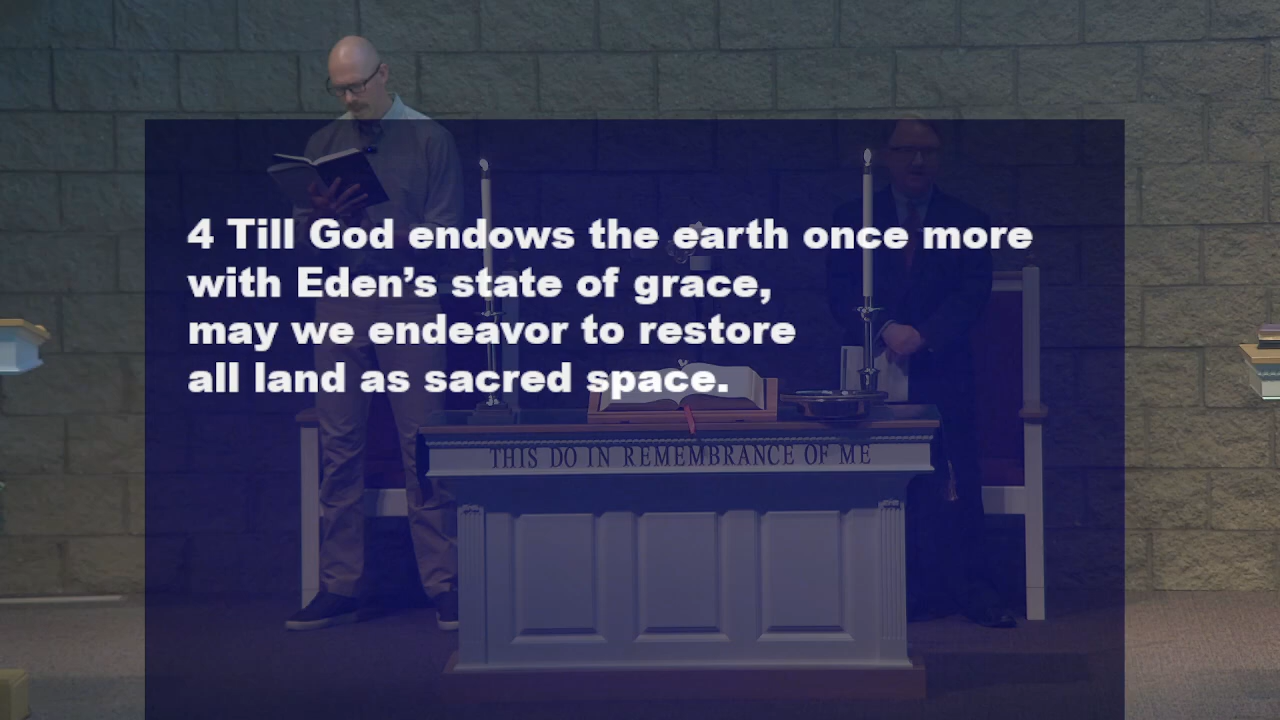 4 Till God endows the earth once more
with Eden’s state of grace,
may we endeavor to restore
all land as sacred space.
THIS DO IN REMEMBRANCE OF ME